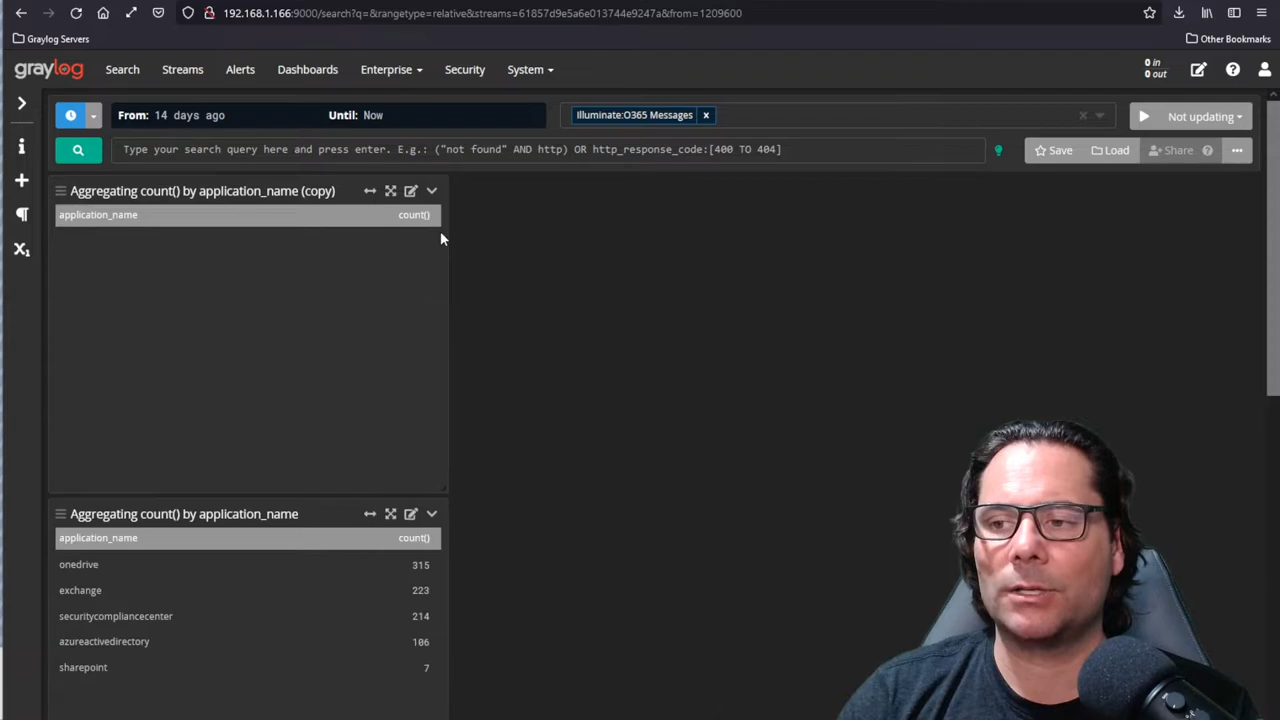 192.168.1.166:9000/search?q=&rangetype=relative&streams=61857d9e5a6e013744e9247a&from=1209600
Graylog Servers
Other Bookmarks
graylog
Search
Streams
Alerts
Dashboards
Enterprise
Security
System
0 in
0 out
From: 14 days ago
Until: Now
Illuminate:O365 Messages x
Not updating
Type your search query here and press enter. E.g.: ("not found" AND http) OR http_response_code:[400 TO 404]
Save
Load
Share
Aggregating count() by application_name (copy)
application_name count()
Aggregating count() by application_name
application_name count()
onedrive 315
exchange 223
securitycompliancecenter 214
azureactivedirectory 106
sharepoint 7